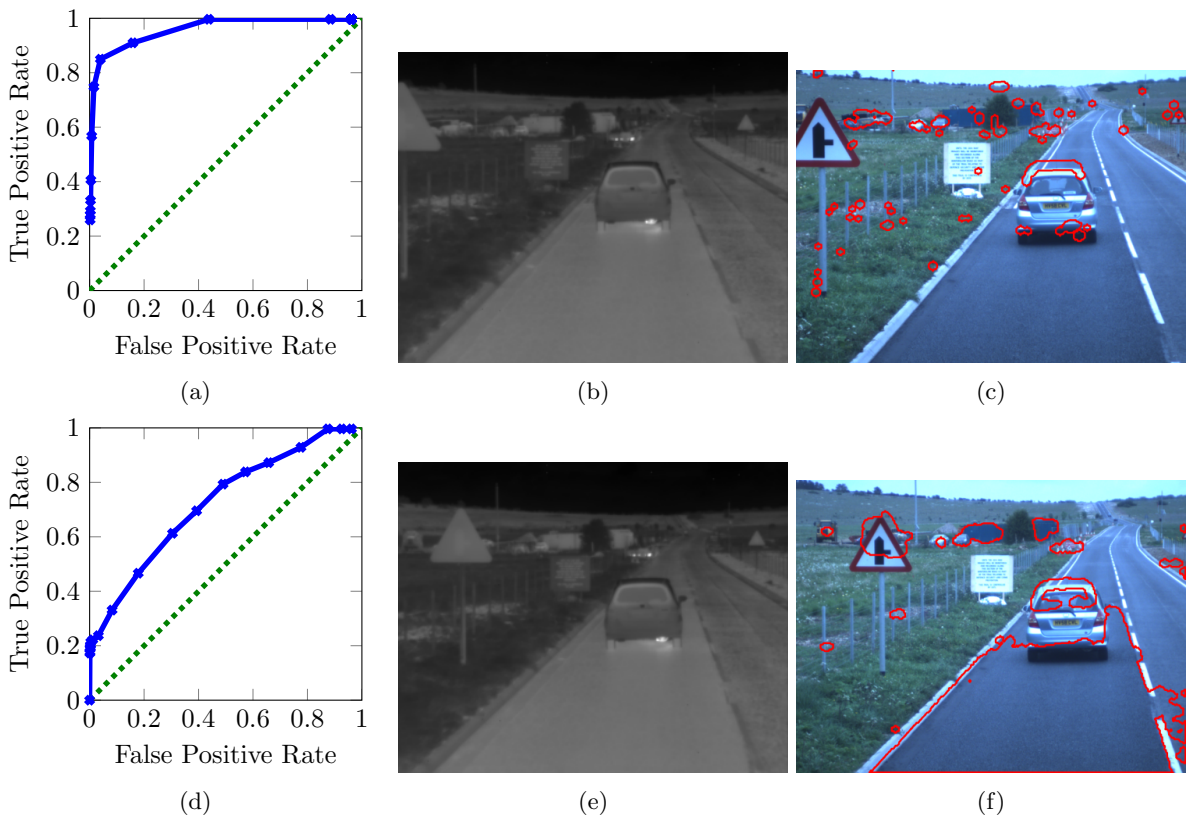 True Positive Rate
1
0.8
0.6
0.4
0.2
0
0 0.2 0.4 0.6 0.8 1
False Positive Rate
(a)
(b)
(c)
True Positive Rate
1
0.8
0.6
0.4
0.2
0
0 0.2 0.4 0.6 0.8 1
False Positive Rate
(d)
(e)
(f)